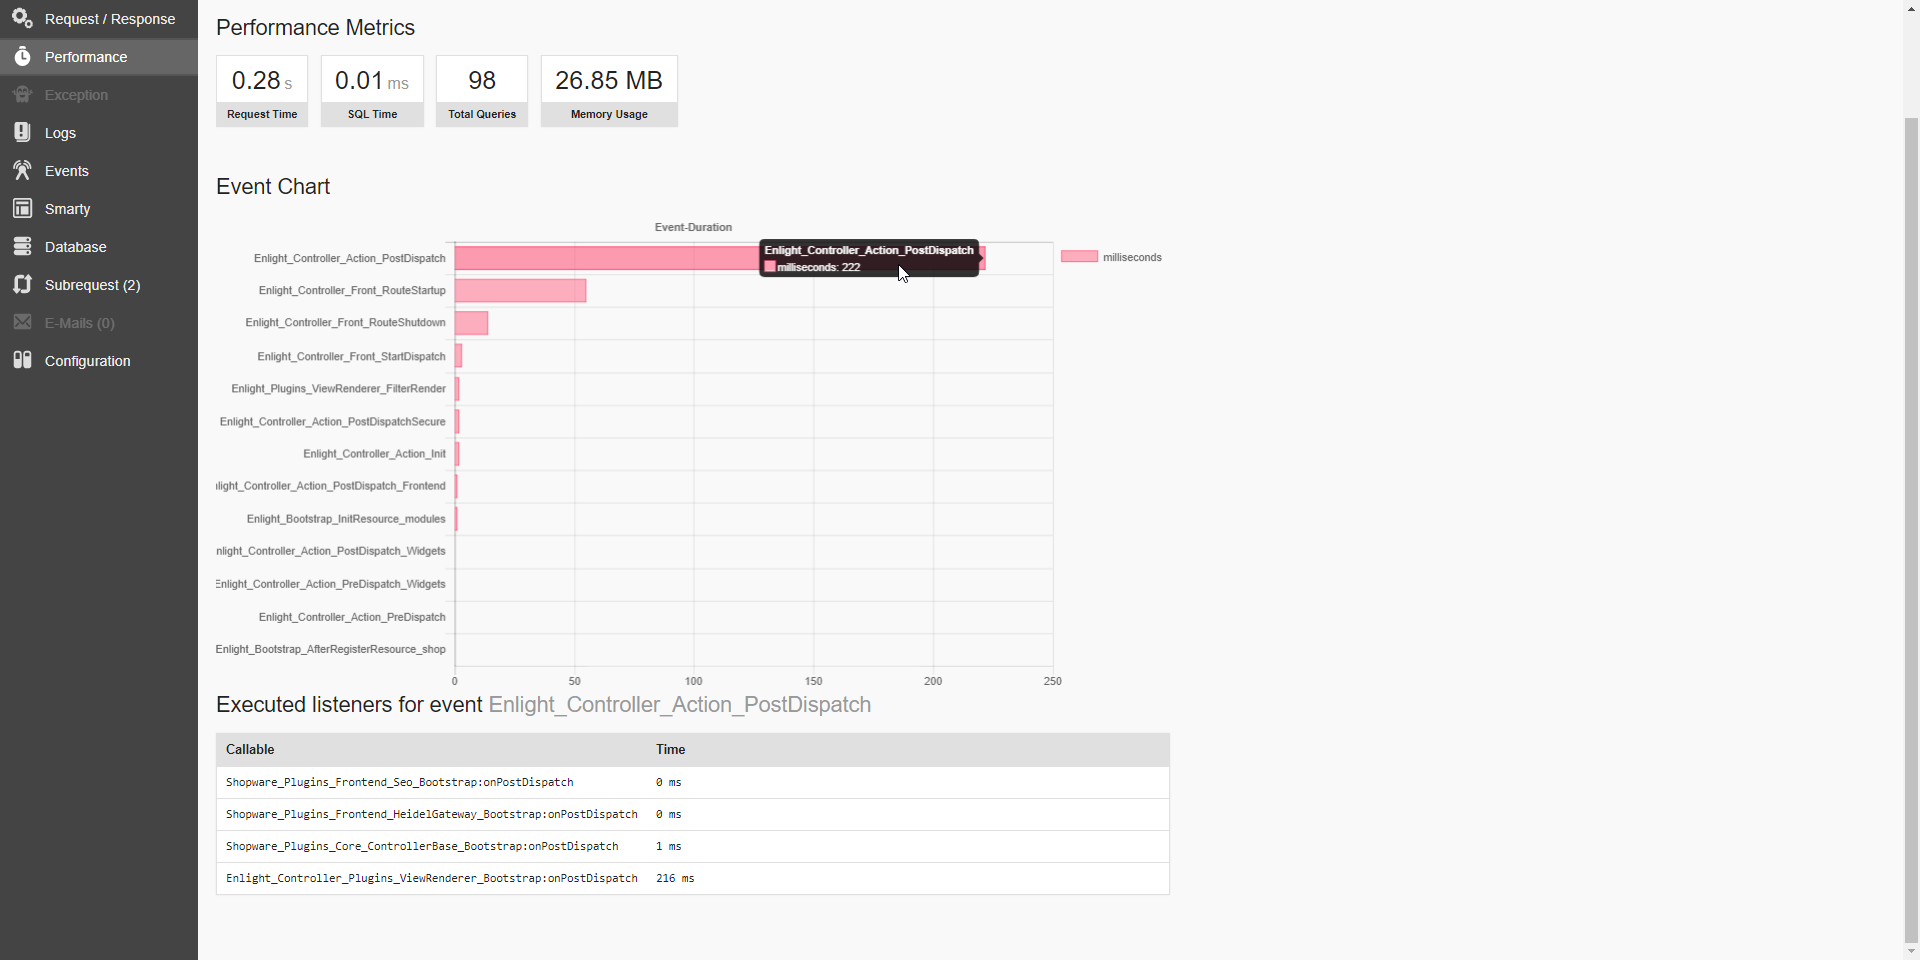 Request / Response
Performance
Exception
Logs
Events
Smarty
Database
Subrequest (2)
E-Mails (0)
Configuration
Performance Metrics
0.28 s
Request Time
0.01 ms
SQL Time
98
Total Queries
26.85 MB
Memory Usage
Event Chart
Event-Duration
milliseconds
Enlight_Controller_Action_PostDispatch
milliseconds: 222
Enlight_Controller_Action_PostDispatch
Enlight_Controller_Front_RouteStartup
Enlight_Controller_Front_RouteShutdown
Enlight_Controller_Front_StartDispatch
Enlight_Plugins_ViewRenderer_FilterRender
Enlight_Controller_Action_PostDispatchSecure
Enlight_Controller_Action_Init
nlight_Controller_Action_PostDispatch_Frontend
Enlight_Bootstrap_InitResource_modules
nlight_Controller_Action_PostDispatch_Widgets
Enlight_Controller_Action_PreDispatch_Widgets
Enlight_Controller_Action_PreDispatch
Enlight_Bootstrap_AfterRegisterResource_shop
0 50 100 150 200 250
Executed listeners for event Enlight_Controller_Action_PostDispatch
Callable Time
Shopware_Plugins_Frontend_Seo_Bootstrap:onPostDispatch 0 ms
Shopware_Plugins_Frontend_HeidelGateway_Bootstrap:onPostDispatch 0 ms
Shopware_Plugins_Core_ControllerBase_Bootstrap:onPostDispatch 1 ms
Enlight_Controller_Plugins_ViewRenderer_Bootstrap:onPostDispatch 216 ms